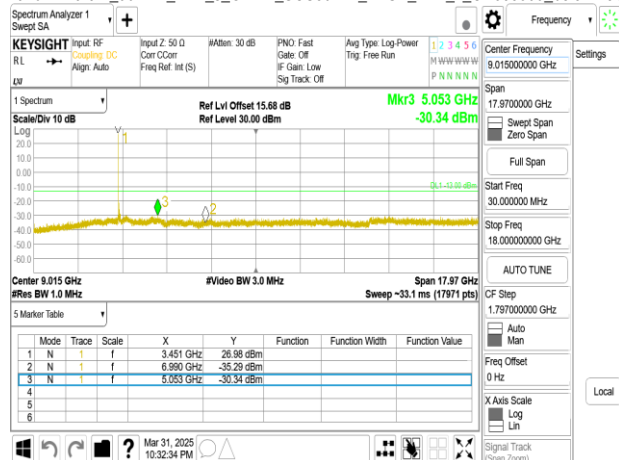 Spectrum Analyzer 1
Swept SA
Frequency
Settings
KEYSIGHT
Input: RF
Input Z: 50 Ω
#Atten: 30 dB
PNO: Fast
Avg Type: Log-Power
1 2 3 4 5 6
RL
Coupling: DC
Corr CCorr
Gate: Off
Trig: Free Run
M W W W W W
Align: Auto
Freq Ref: Int (S)
IF Gain: Low
Sig Track: Off
P N N N N N
LXI
1 Spectrum
Ref Lvl Offset 15.68 dB
Mkr3 5.053 GHz
Scale/Div 10 dB
Ref Level 30.00 dBm
-30.34 dBm
Log
20.0
10.0
0.00
-10.0
-20.0
-30.0
-40.0
-50.0
-60.0
1
2
3
DL1 -13.00 dBm
Center 9.015 GHz
#Video BW 3.0 MHz
Span 17.97 GHz
#Res BW 1.0 MHz
Sweep ~33.1 ms (17971 pts)
5 Marker Table
Mode Trace Scale X Y Function Function Width Function Value
1 N 1 f 3.451 GHz 26.98 dBm
2 N 1 f 6.990 GHz -35.29 dBm
3 N 1 f 5.053 GHz -30.34 dBm
4
5
6
Mar 31, 2025
10:32:34 PM
?
Center Frequency
9.015000000 GHz
Span
17.9700000 GHz
Swept Span
Zero Span
Full Span
Start Freq
30.000000 MHz
Stop Freq
18.000000000 GHz
AUTO TUNE
CF Step
1.797000000 GHz
Auto
Man
Freq Offset
0 Hz
X Axis Scale
Log
Lin
Signal Track
(Span Zoom)
Local